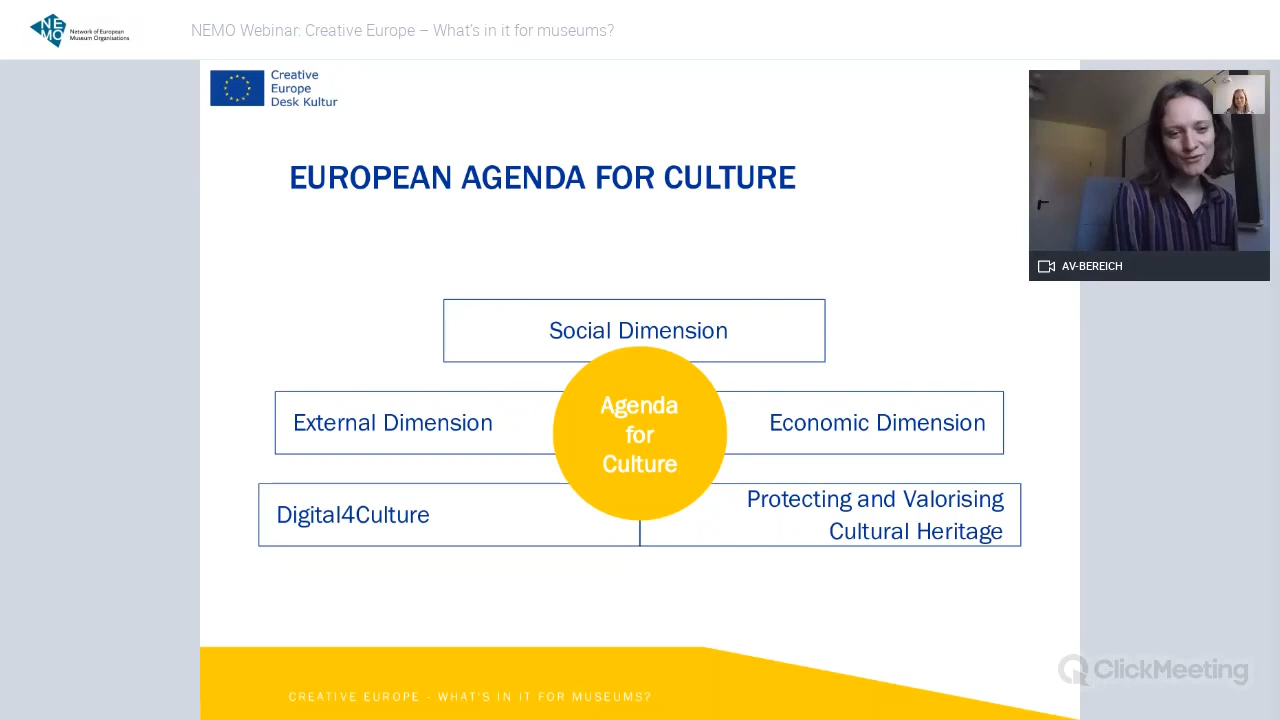 NEMO
Network of European
Museum Organisations
NEMO Webinar: Creative Europe – What's in it for museums?
Creative
Europe
Desk Kultur
EUROPEAN AGENDA FOR CULTURE
AV-BEREICH
Social Dimension
External Dimension
Agenda
for
Culture
Economic Dimension
Digital4Culture
Protecting and Valorising
Cultural Heritage
CREATIVE EUROPE - WHAT'S IN IT FOR MUSEUMS?
ClickMeeting